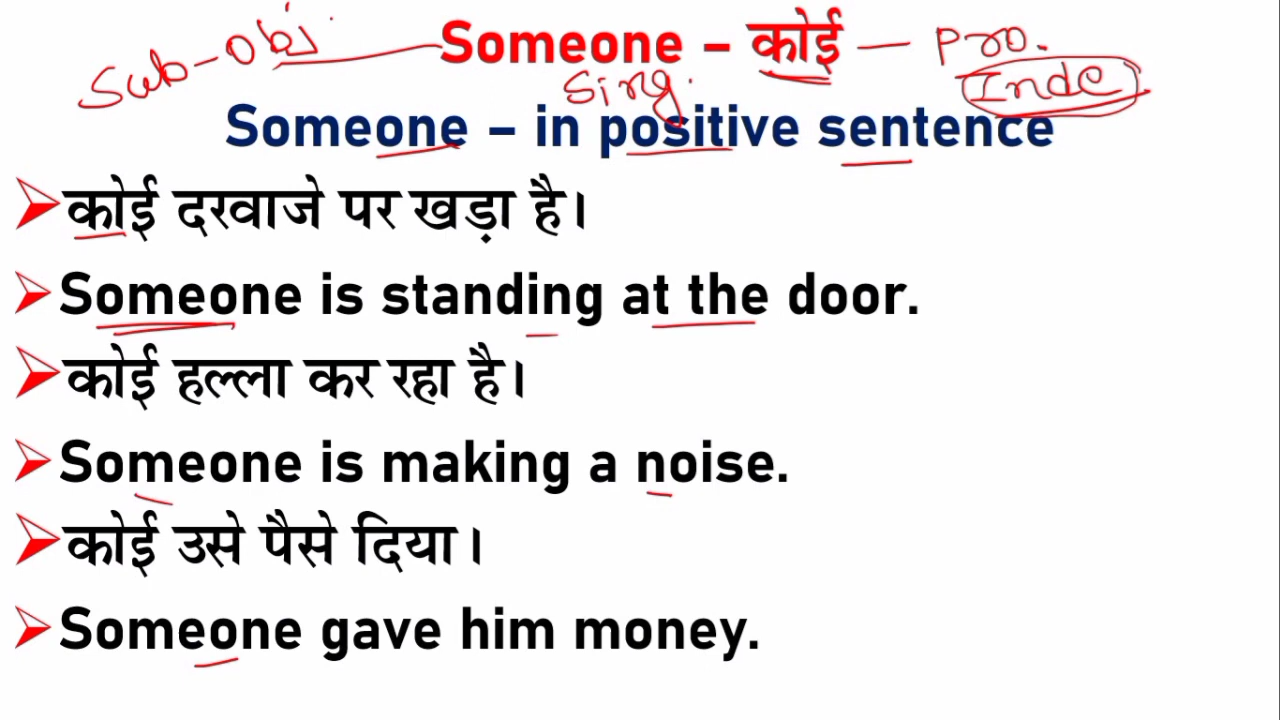 Sub-Obj. Someone – कोई — Pro.
Sing. Inde
Someone – in positive sentence
कोई दरवाजे पर खड़ा है।
Someone is standing at the door.
कोई हल्ला कर रहा है।
Someone is making a noise.
कोई उसे पैसे दिया।
Someone gave him money.